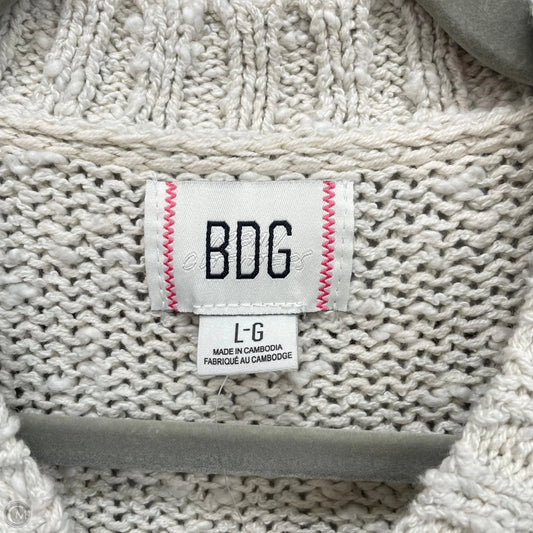 BDG
L-G
MADE IN CAMBODIA
FABRIQUÉ AU CAMBODGE